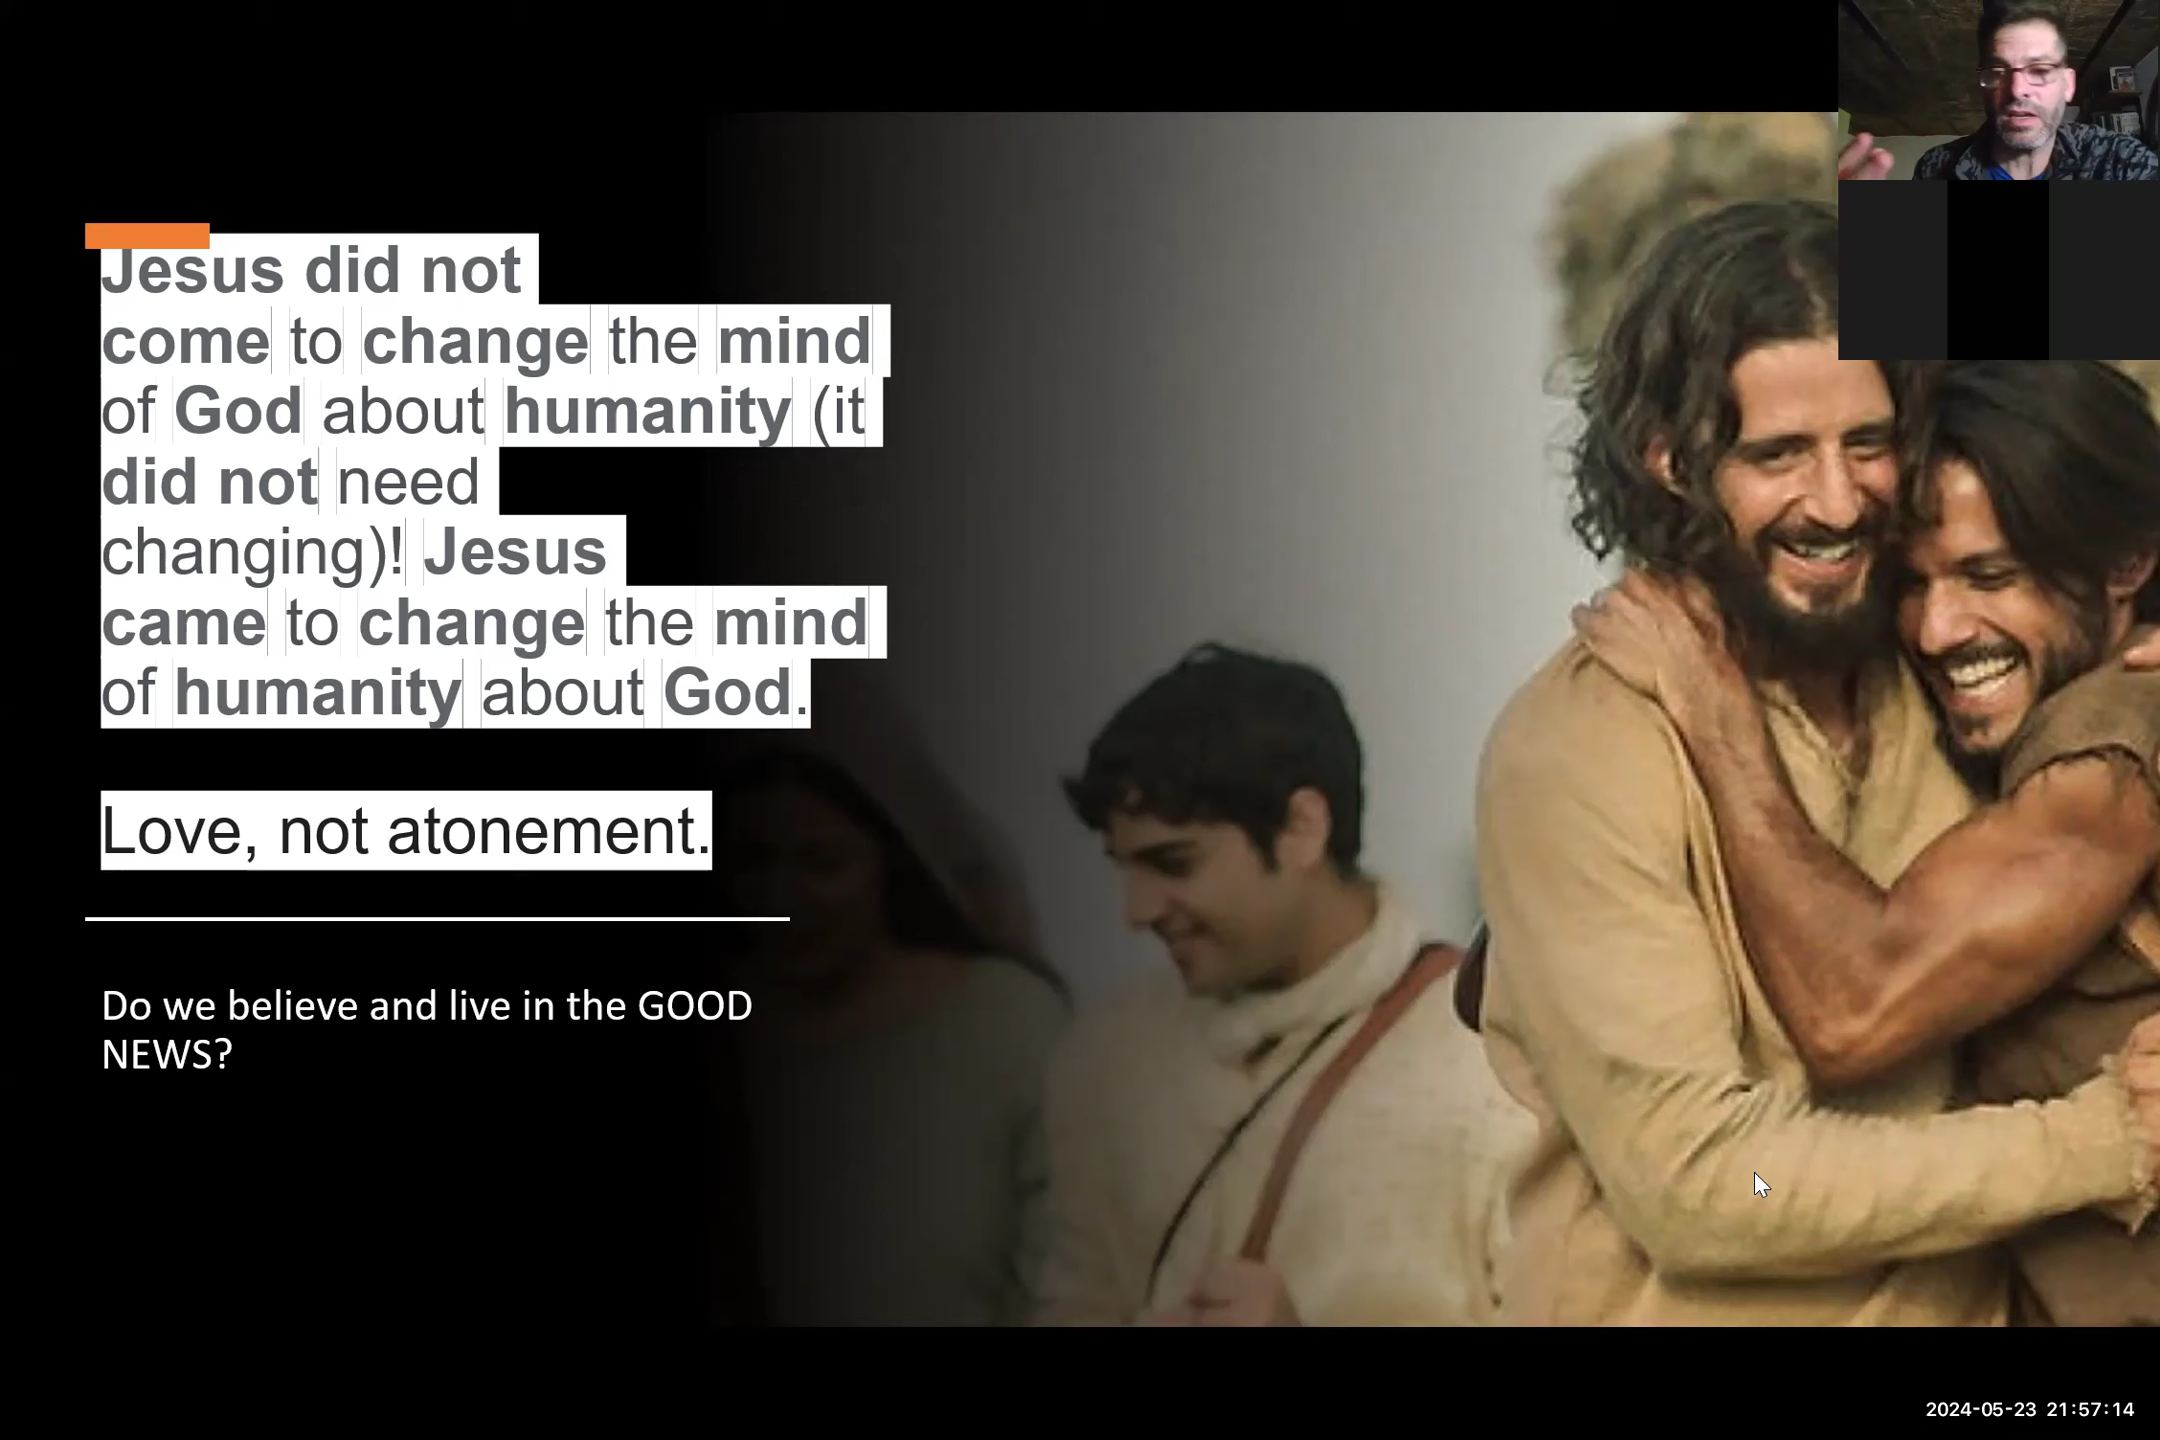 Jesus did not
come to change the mind
of God about humanity (it
did not need
changing)! Jesus
came to change the mind
of humanity about God.
Love, not atonement.
Do we believe and live in the GOOD
NEWS?
2024-05-23 21:57:14